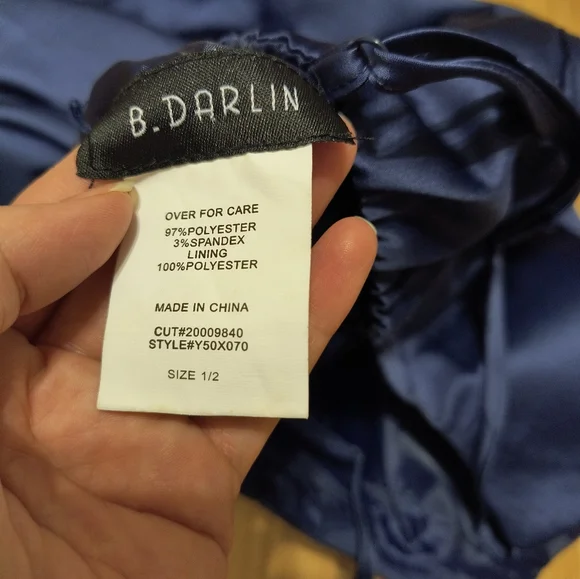 B. DARLIN
OVER FOR CARE
97%POLYESTER
3%SPANDEX
LINING
100%POLYESTER
MADE IN CHINA
CUT#20009840
STYLE#Y50X070
SIZE 1/2